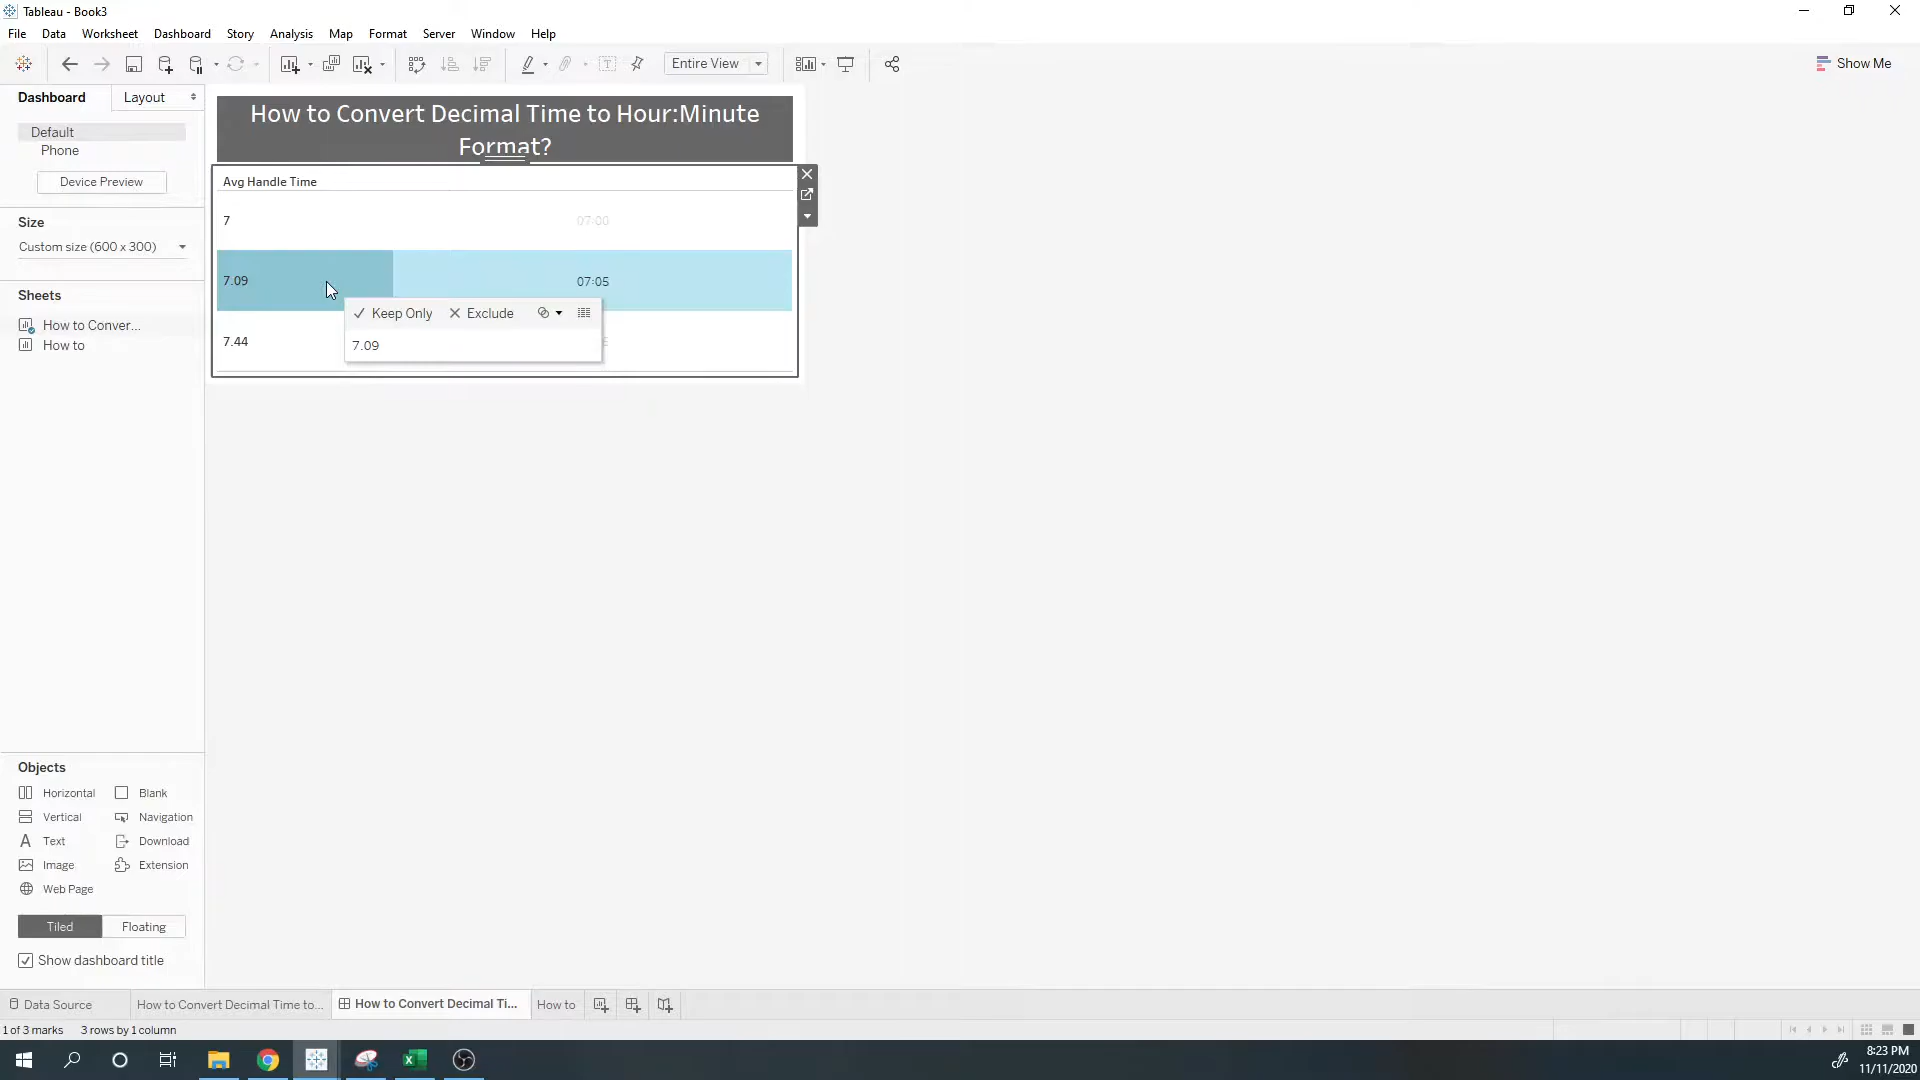 Tableau - Book3
File Data Worksheet Dashboard Story Analysis Map Format Server Window Help
Entire View
Show Me
Dashboard Layout
Default
Phone
Device Preview
Size
Custom size (600 x 300)
Sheets
How to Conver...
How to
How to Convert Decimal Time to Hour:Minute
Format?
Avg Handle Time
7 07:00
7.09 07:05
Keep Only Exclude
7.44
7.09
Objects
Horizontal Blank
Vertical Navigation
Text Download
Image Extension
Web Page
Tiled Floating
Show dashboard title
Data Source How to Convert Decimal Time to... How to Convert Decimal Ti... How to
1 of 3 marks 3 rows by 1 column
8:23 PM
11/11/2020